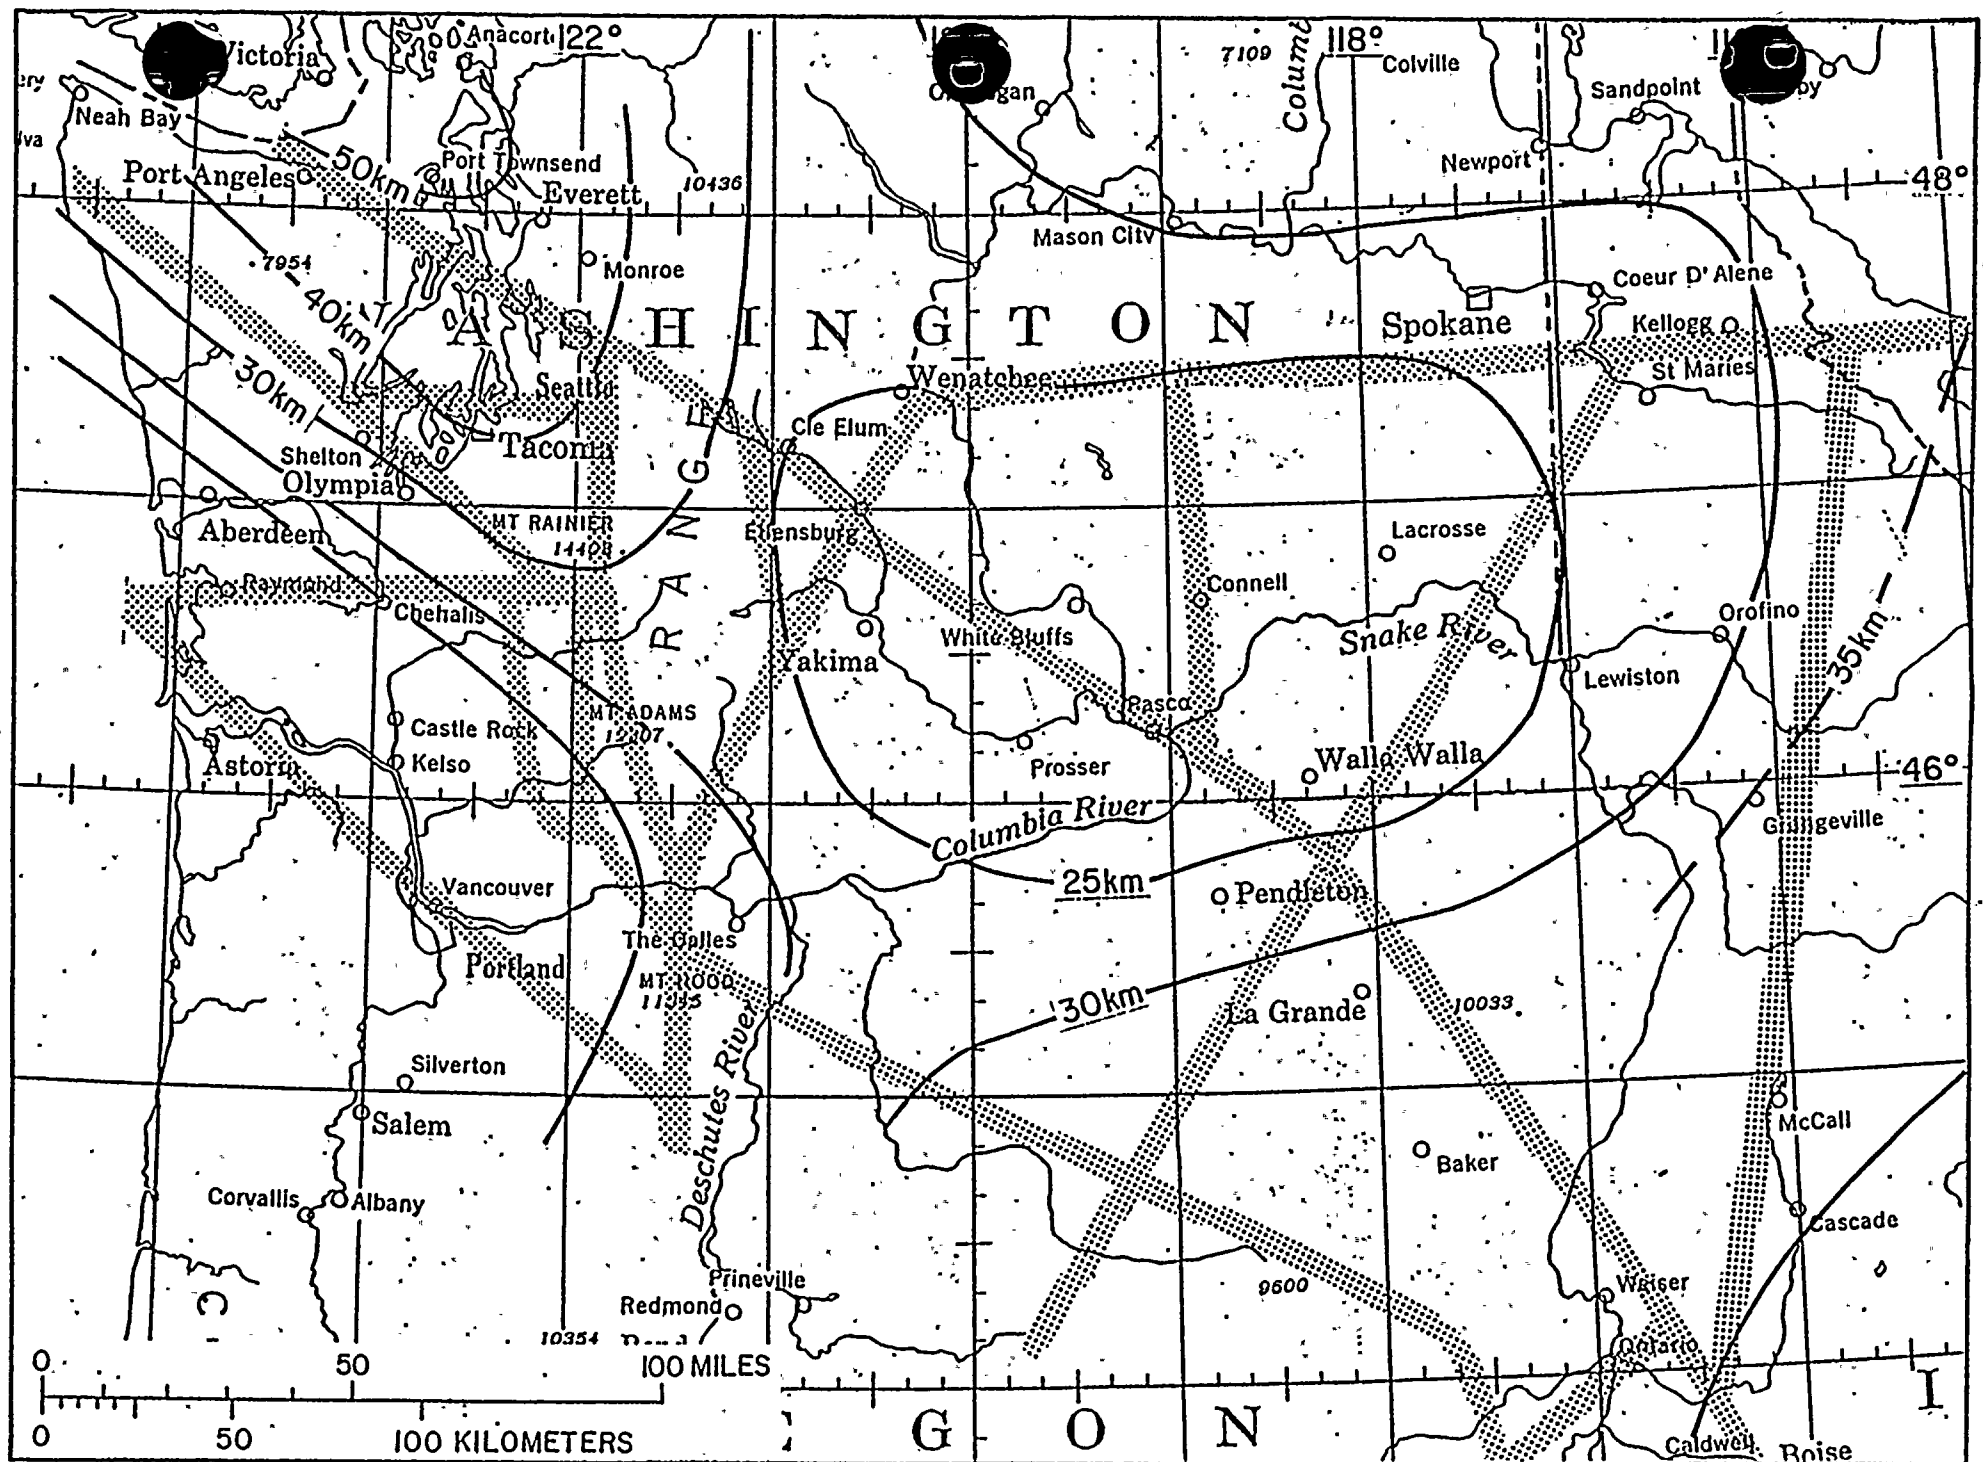 Victoria
Anacort
122°
7109
Columt
118°
Colville
Sandpoint
Neah Bay
Port Angeles
50km
Port Townsend
Everett
10436
Newport
48°
Mason City
7954
40km
Monroe
Coeur D'Alene
A S H I N G T O N
Spokane
Kellogg
St Maries
30km
Seattle
Wenatchee
Cle Elum
Tacoma
Shelton
Olympia
MT RAINIER
14408
R A N G E
Ellensburg
Lacrosse
Aberdeen
Raymond
Chehalis
Connell
Orofino
White Bluffs
Snake River
35km
Yakima
Lewiston
Castle Rock
MT ADAMS
12307
Pasco
Astoria
Kelso
Prosser
Walla Walla
46°
Columbia River
Grangeville
Vancouver
25km
Pendleton
The Dalles
Portland
MT HOOD
11245
30km
La Grande
10033
Silverton
Deschutes River
Salem
McCall
Baker
Corvallis
Albany
Cascade
Prineville
9600
Weiser
Redmond
C
10354
Ontario
0 50 100 MILES
0 50 100 KILOMETERS
G O N
I
Caldwell
Boise